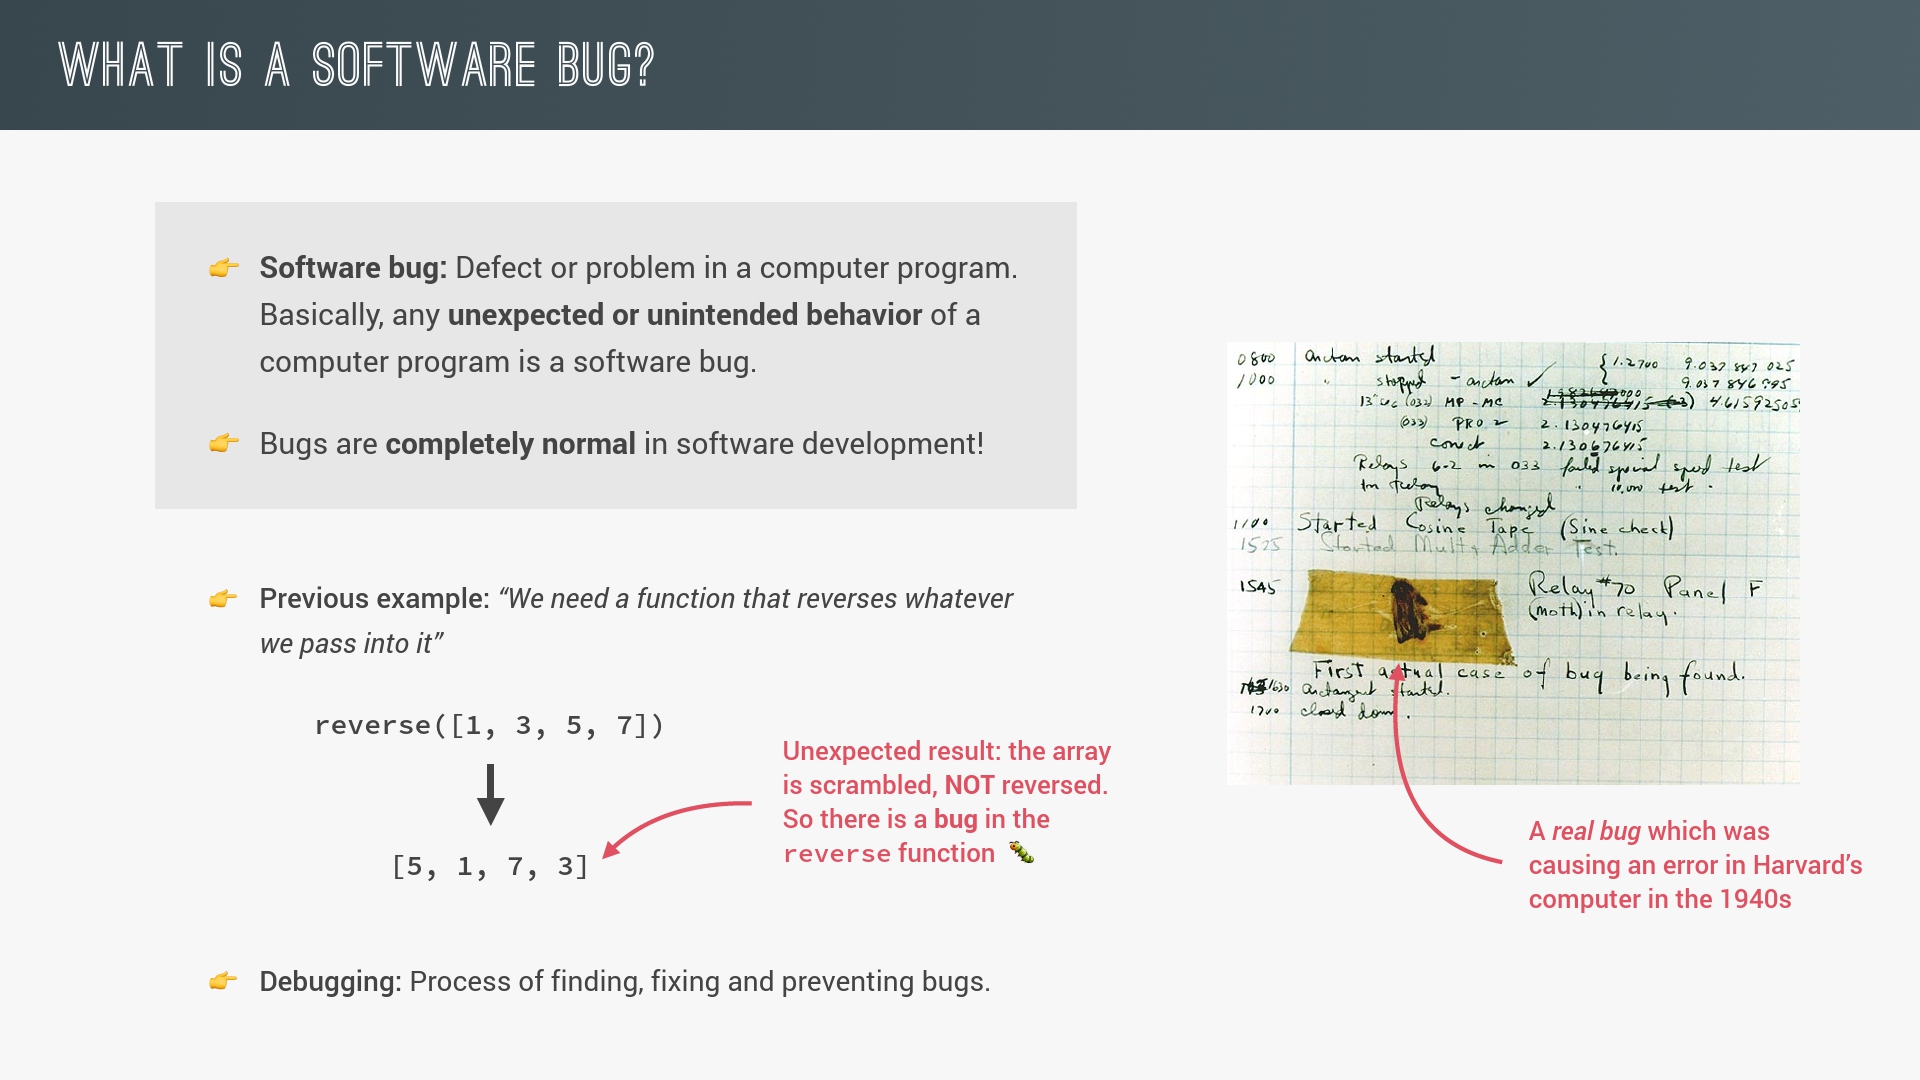 WHAT IS A SOFTWARE BUG?
👉 Software bug: Defect or problem in a computer program.
Basically, any unexpected or unintended behavior of a
computer program is a software bug.
👉 Bugs are completely normal in software development!
👉 Previous example: “We need a function that reverses whatever
we pass into it”
reverse([1, 3, 5, 7])
[5, 1, 7, 3]
Unexpected result: the array
is scrambled, NOT reversed.
So there is a bug in the
reverse function 🐛
👉 Debugging: Process of finding, fixing and preventing bugs.
0800 Arctan started { 1.2700 9.037 847 025
1000 " stopped - arctan ✓ 9.037 846 995
13"uc (032) MP - MC 4.615925059
(033) PRO 2 2.130476415
correct 2.130676415
Relays 6-2 in 033 failed special speed test
in relay 10.000 test .
Relays changed
1100 Started Cosine Tape (Sine check)
1525 Started Mult + Adder Test.
1545 Relay #70 Panel F
(moth) in relay.
First actual case of bug being found.
1630 arctangent started.
1700 closed down .
A real bug which was
causing an error in Harvard’s
computer in the 1940s